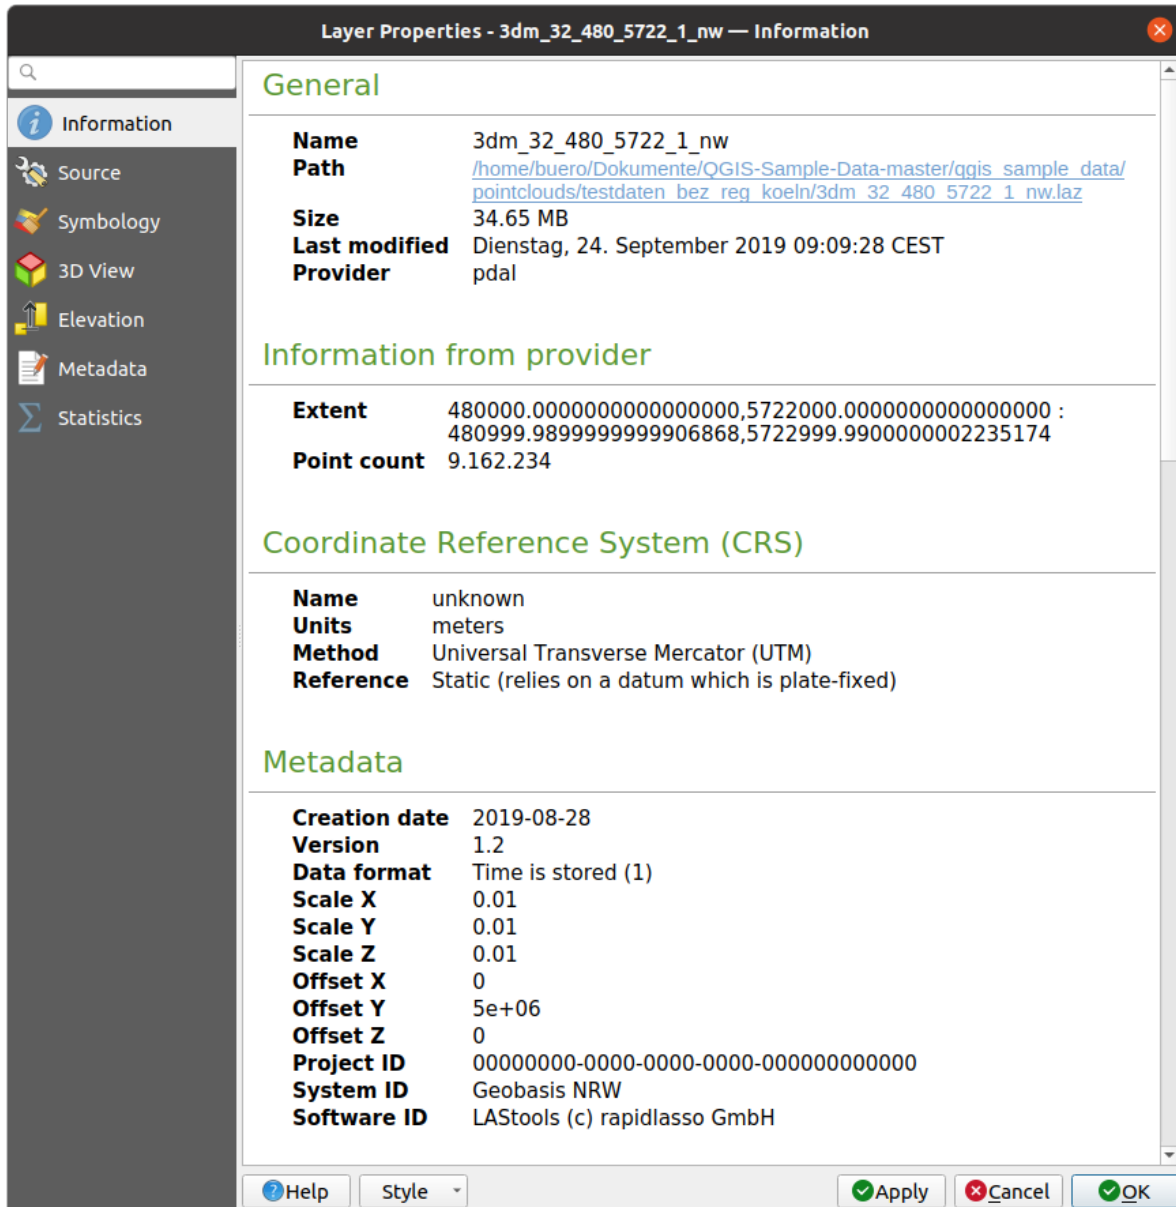 Layer Properties - 3dm_32_480_5722_1_nw — Information
Information
Source
Symbology
3D View
Elevation
Metadata
Statistics
General
Name 3dm_32_480_5722_1_nw
Path /home/buero/Dokumente/QGIS-Sample-Data-master/qgis_sample_data/
pointclouds/testdaten_bez_reg_koeln/3dm_32_480_5722_1_nw.laz
Size 34.65 MB
Last modified Dienstag, 24. September 2019 09:09:28 CEST
Provider pdal
Information from provider
Extent 480000.0000000000000000,5722000.0000000000000000 :
480999.9899999999906868,5722999.9900000002235174
Point count 9.162.234
Coordinate Reference System (CRS)
Name unknown
Units meters
Method Universal Transverse Mercator (UTM)
Reference Static (relies on a datum which is plate-fixed)
Metadata
Creation date 2019-08-28
Version 1.2
Data format Time is stored (1)
Scale X 0.01
Scale Y 0.01
Scale Z 0.01
Offset X 0
Offset Y 5e+06
Offset Z 0
Project ID 00000000-0000-0000-0000-000000000000
System ID Geobasis NRW
Software ID LAStools (c) rapidlasso GmbH
Help Style Apply Cancel OK